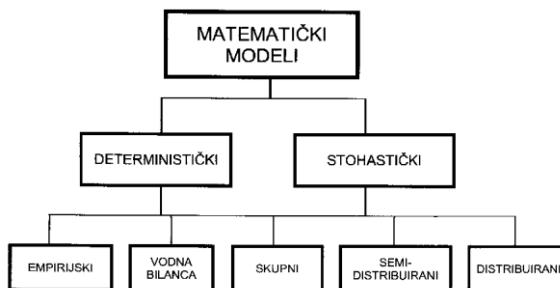 MATEMATIČKI
MODELI
DETERMINISTIČKI
STOHASTIČKI
EMPIRIJSKI
VODNA
BILANCA
SKUPNI
SEMI-
DISTRIBUIRANI
DISTRIBUIRANI